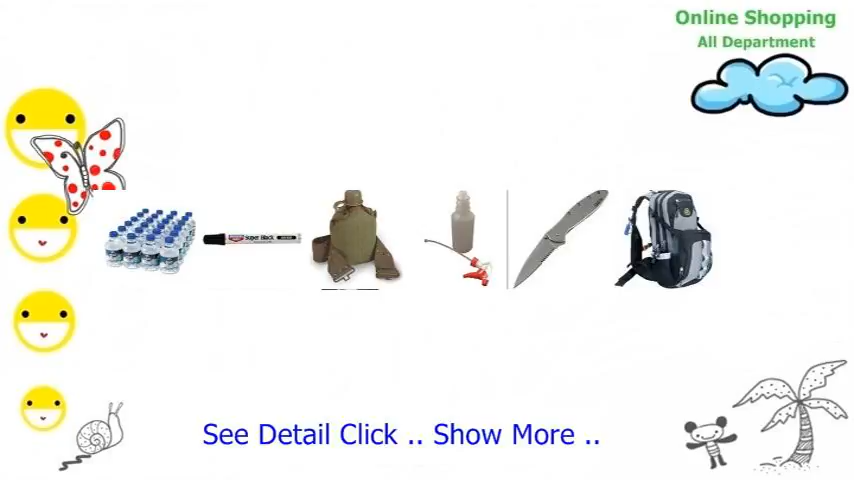 Online Shopping
All Department
Super Black
See Detail Click .. Show More ..